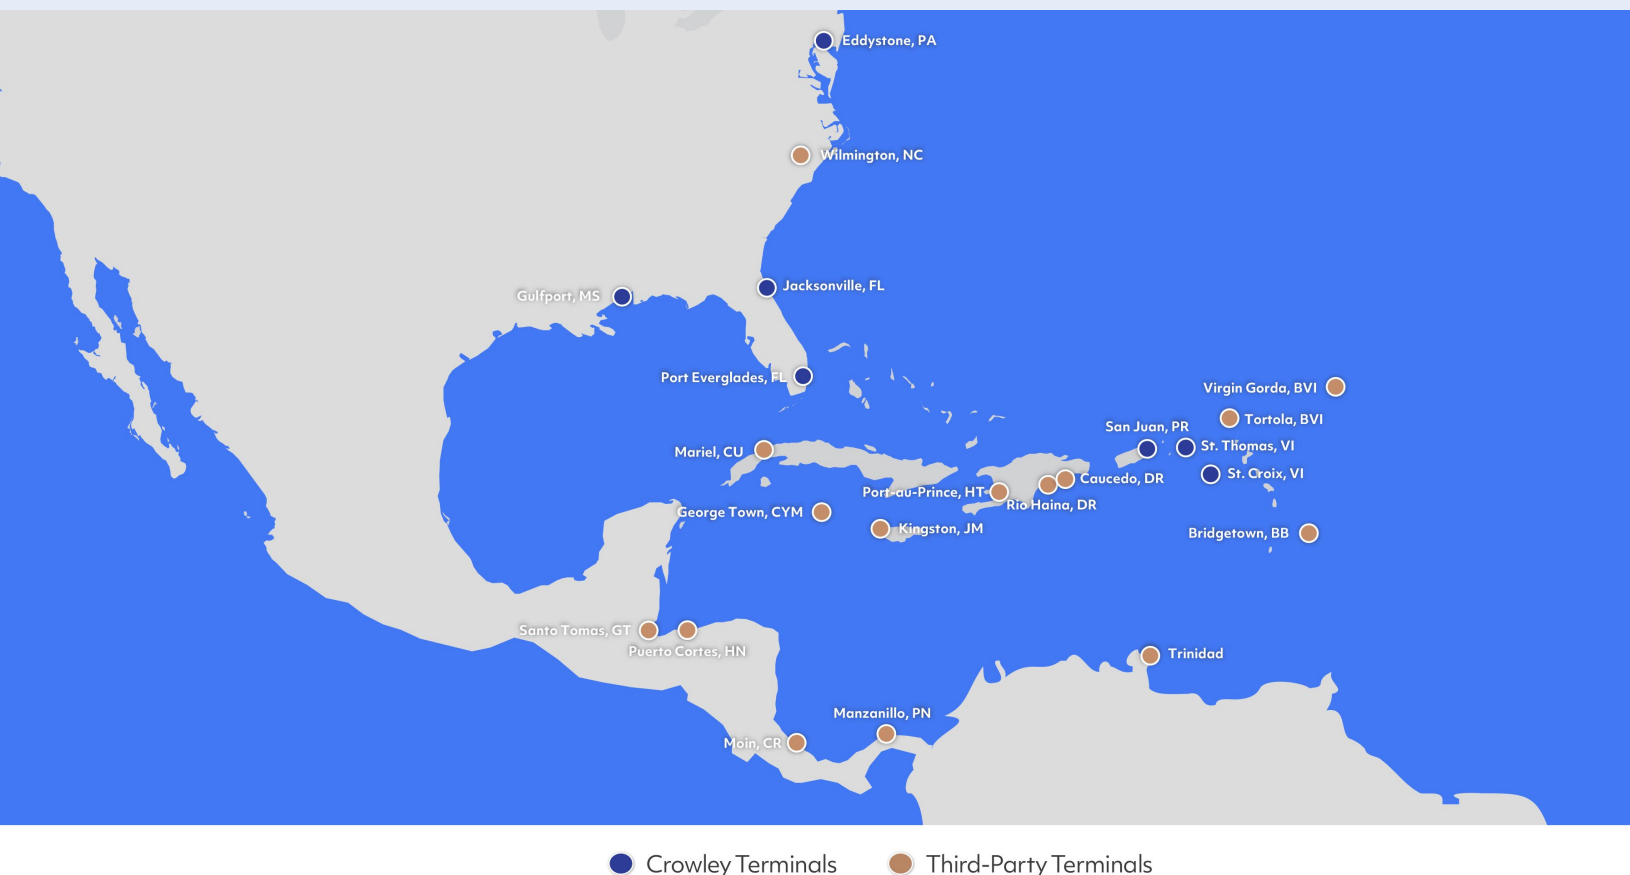 Eddystone, PA
Wilmington, NC
Jacksonville, FL
Gulfport, MS
Port Everglades, FL
Virgin Gorda, BVI
Tortola, BVI
San Juan, PR
St. Thomas, VI
Mariel, CU
St. Croix, VI
Caucedo, DR
Port-au-Prince, HT
Rio Haina, DR
George Town, CYM
Kingston, JM
Bridgetown, BB
Santo Tomas, GT
Puerto Cortes, HN
Trinidad
Manzanillo, PN
Moin, CR
Crowley Terminals
Third-Party Terminals